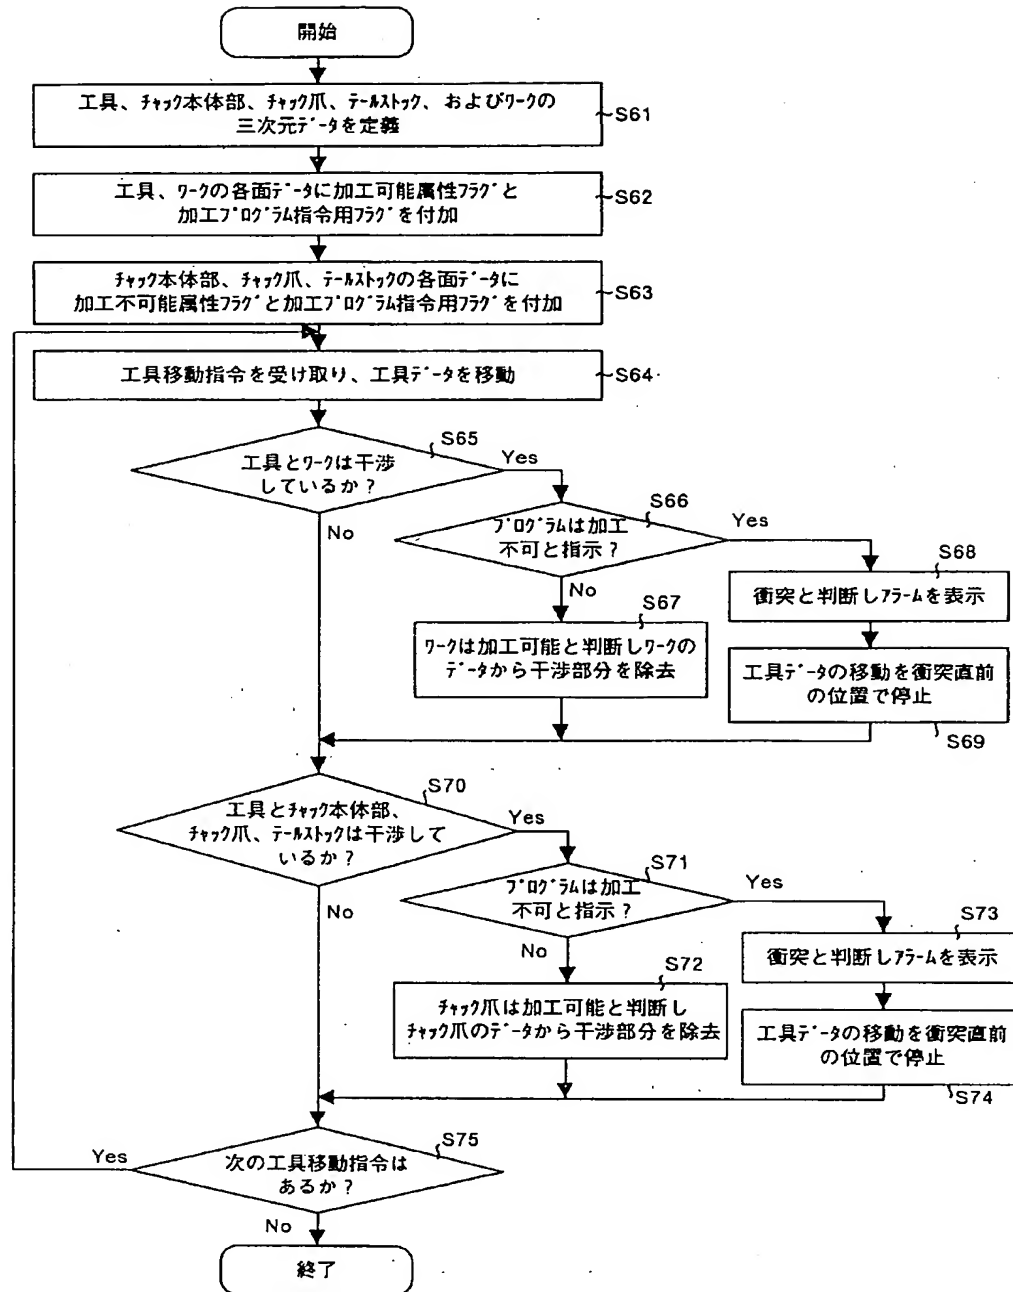 開始
工具、ﾁｬｯｸ本体部、ﾁｬｯｸ爪、ﾃｰﾙｽﾄｯｸ、およびﾜｰｸの
三次元ﾃﾞｰﾀを定義
S61
工具、ﾜｰｸの各面ﾃﾞｰﾀに加工可能属性ﾌﾗｸﾞと
加工ﾌﾟﾛｸﾞﾗﾑ指令用ﾌﾗｸﾞを付加
S62
ﾁｬｯｸ本体部、ﾁｬｯｸ爪、ﾃｰﾙｽﾄｯｸの各面ﾃﾞｰﾀに
加工不可能属性ﾌﾗｸﾞと加工ﾌﾟﾛｸﾞﾗﾑ指令用ﾌﾗｸﾞを付加
S63
工具移動指令を受け取り、工具ﾃﾞｰﾀを移動
S64
S65
工具とﾜｰｸは干渉
しているか？
Yes
No
S66
ﾌﾟﾛｸﾞﾗﾑは加工
不可と指示？
Yes
No
S67
ﾜｰｸは加工可能と判断しﾜｰｸの
ﾃﾞｰﾀから干渉部分を除去
S68
衝突と判断しｱﾗｰﾑを表示
工具ﾃﾞｰﾀの移動を衝突直前
の位置で停止
S69
S70
工具とﾁｬｯｸ本体部、
ﾁｬｯｸ爪、ﾃｰﾙｽﾄｯｸは干渉して
いるか？
Yes
No
S71
ﾌﾟﾛｸﾞﾗﾑは加工
不可と指示？
Yes
No
S72
ﾁｬｯｸ爪は加工可能と判断し
ﾁｬｯｸ爪のﾃﾞｰﾀから干渉部分を除去
S73
衝突と判断しｱﾗｰﾑを表示
工具ﾃﾞｰﾀの移動を衝突直前
の位置で停止
S74
S75
次の工具移動指令は
あるか？
Yes
No
終了